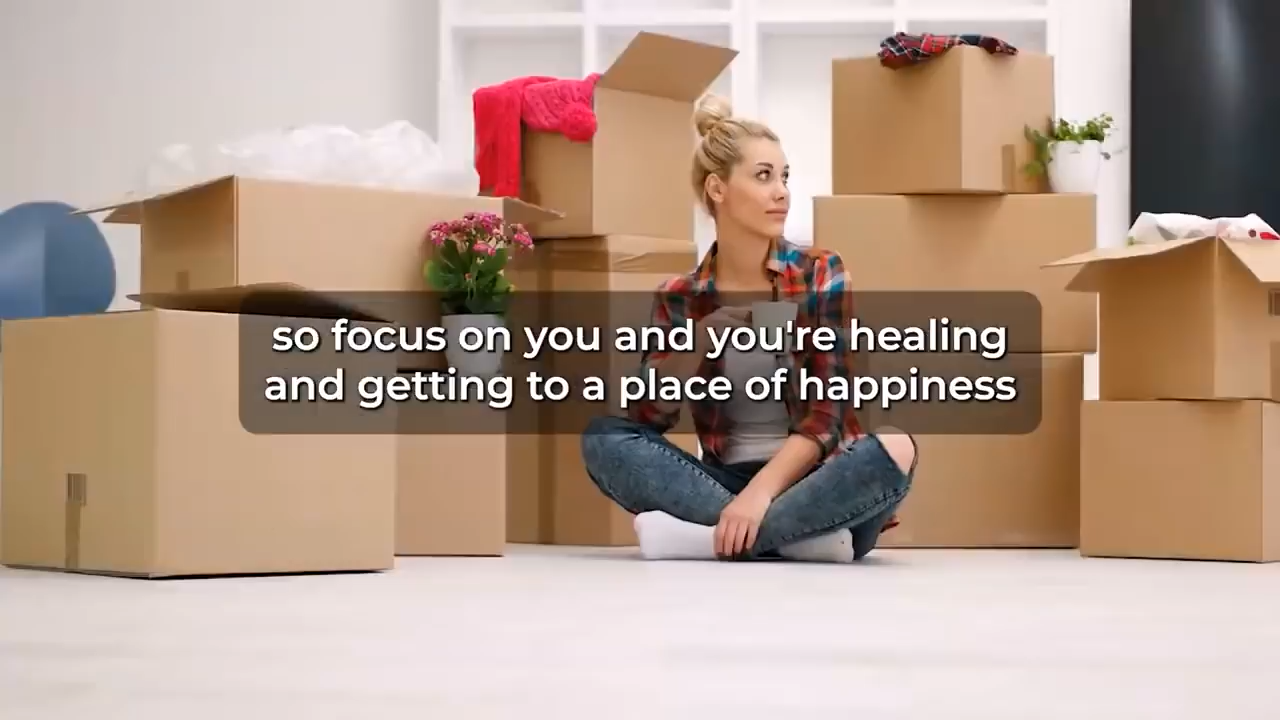 so focus on you and you're healing
and getting to a place of happiness